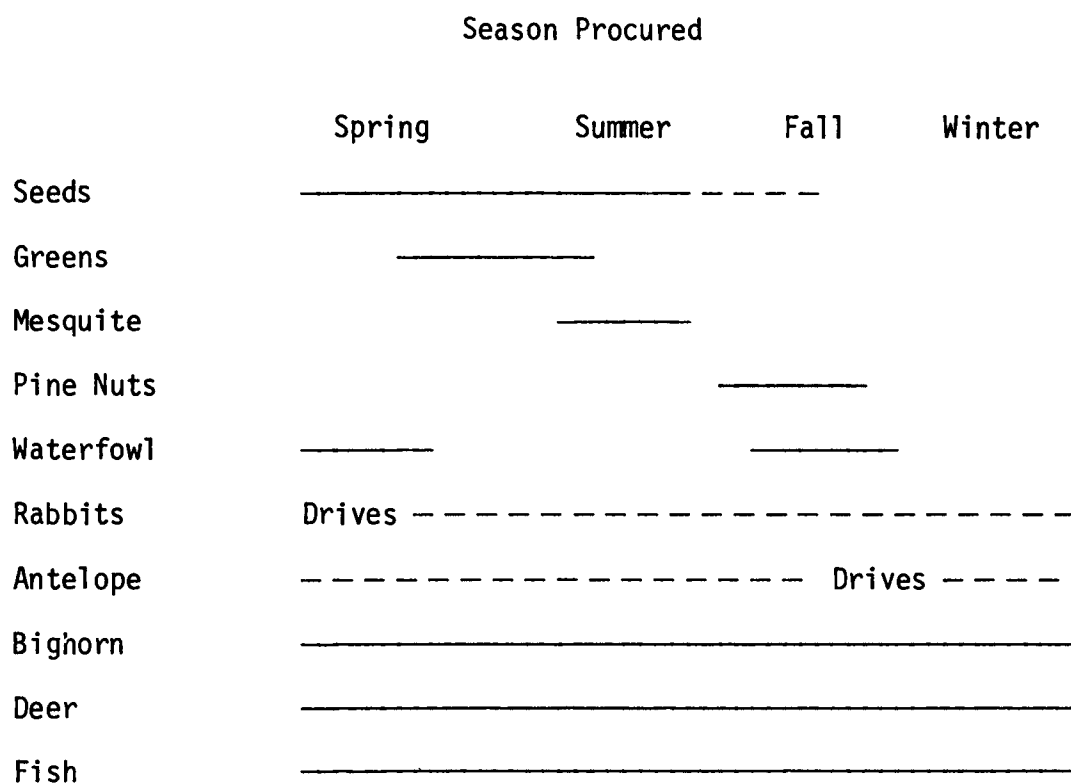 Season Procured
Spring Summer Fall Winter
Seeds
Greens
Mesquite
Pine Nuts
Waterfowl
Rabbits Drives
Antelope Drives
Bighorn
Deer
Fish